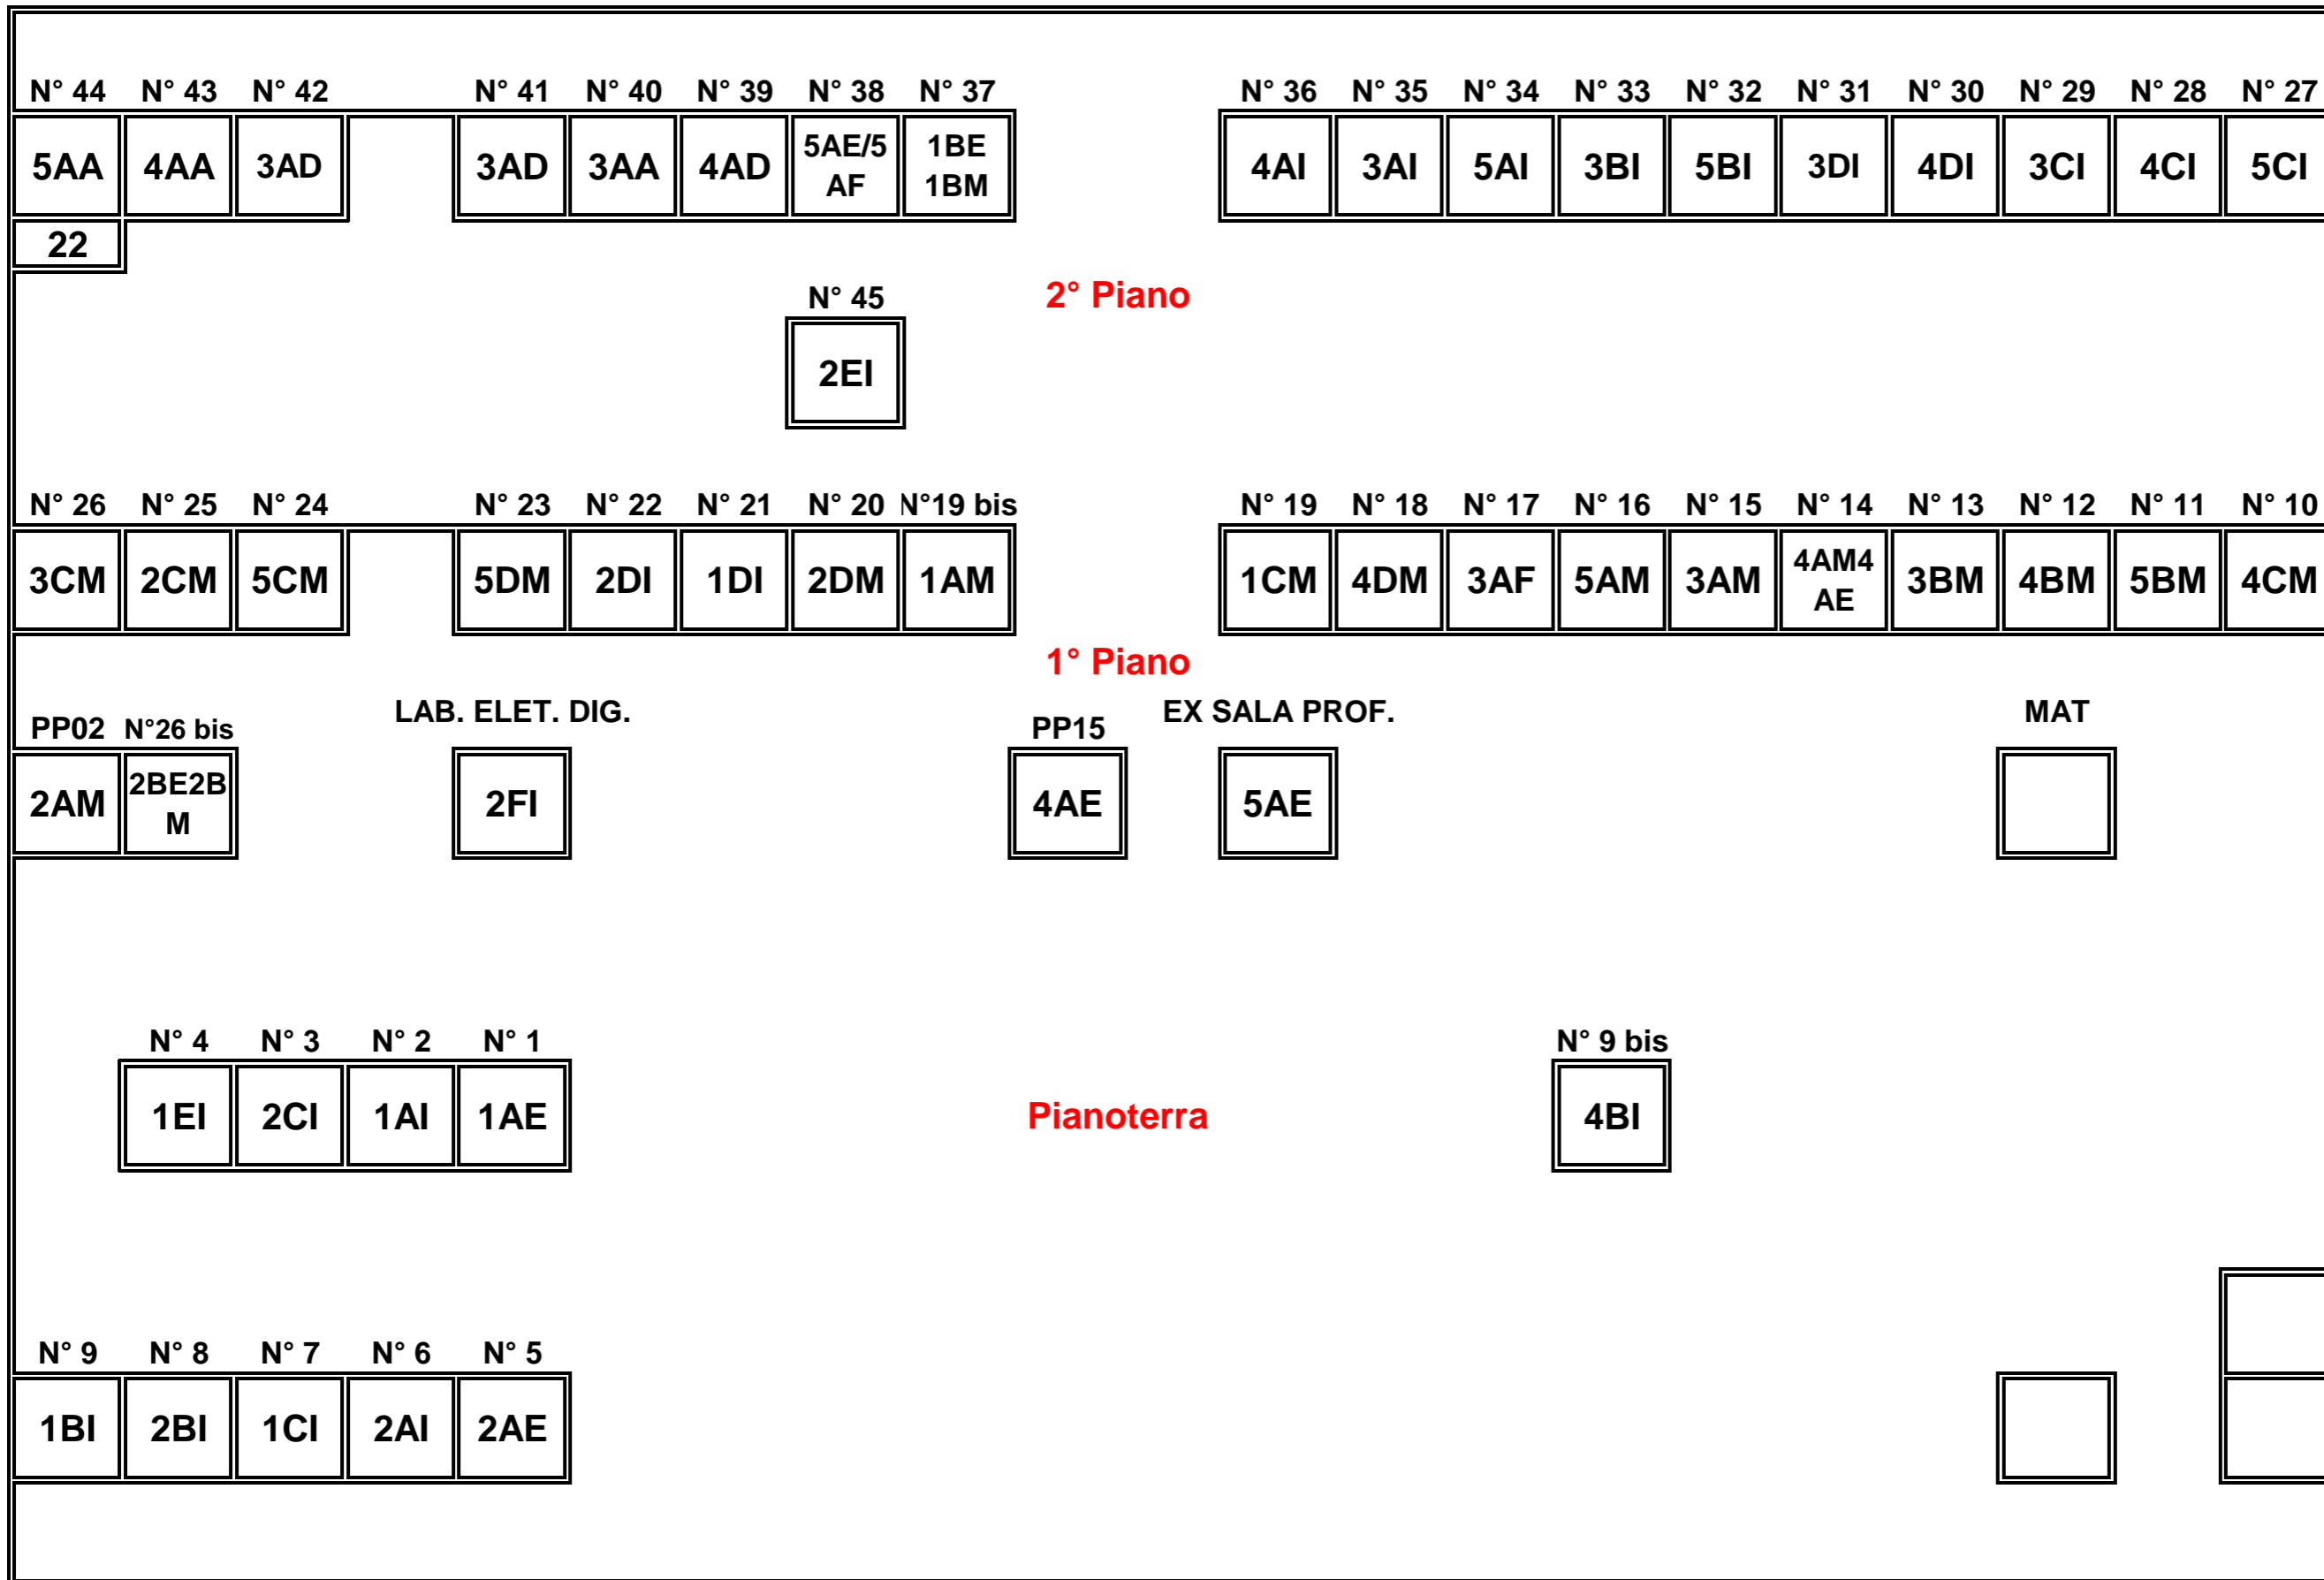 N° 44 N° 43 N° 42 N° 41 N° 40 N° 39 N° 38 N° 37 N° 36 N° 35 N° 34 N° 33 N° 32 N° 31 N° 30 N° 29 N° 28 N° 27
5AA 4AA 3AD 3AD 3AA 4AD 5AE/5 1BE 4AI 3AI 5AI 3BI 5BI 3DI 4DI 3CI 4CI 5CI
AF 1BM
22
N° 45 2° Piano
2EI
N° 26 N° 25 N° 24 N° 23 N° 22 N° 21 N° 20 N°19 bis N° 19 N° 18 N° 17 N° 16 N° 15 N° 14 N° 13 N° 12 N° 11 N° 10
3CM 2CM 5CM 5DM 2DI 1DI 2DM 1AM 1CM 4DM 3AF 5AM 3AM 4AM4 3BM 4BM 5BM 4CM
AE
1° Piano
PP02 N°26 bis LAB. ELET. DIG. PP15 EX SALA PROF. MAT
2AM 2BE2B 2FI 4AE 5AE
M
N° 4 N° 3 N° 2 N° 1 N° 9 bis
1EI 2CI 1AI 1AE Pianoterra 4BI
N° 9 N° 8 N° 7 N° 6 N° 5
1BI 2BI 1CI 2AI 2AE